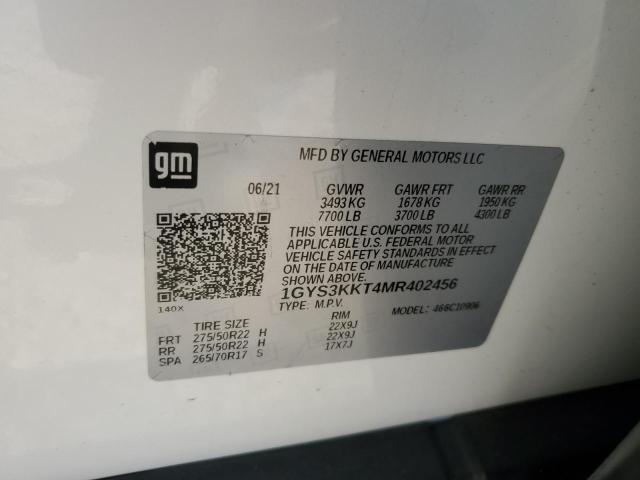 gm
MFD BY GENERAL MOTORS LLC
06/21 GVWR GAWR FRT GAWR RR
3493 KG 1678 KG 1950 KG
7700 LB 3700 LB 4300 LB
THIS VEHICLE CONFORMS TO ALL
APPLICABLE U.S. FEDERAL MOTOR
VEHICLE SAFETY STANDARDS IN EFFECT
ON THE DATE OF MANUFACTURE
SHOWN ABOVE.
1GYS3KKT4MR402456
140X
TYPE: M.P.V. MODEL: 466C10906
TIRE SIZE RIM
FRT 275/50R22 H 22X9J
RR 275/50R22 H 22X9J
SPA 265/70R17 S 17X7J